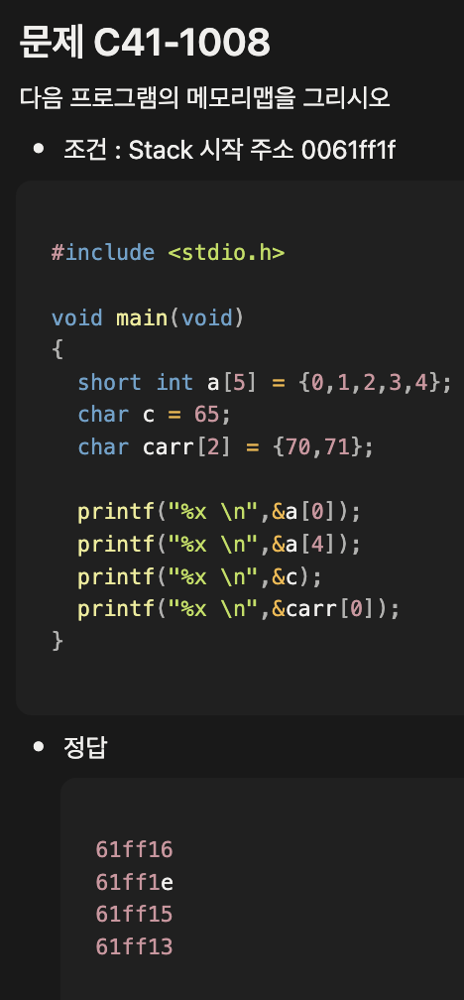 문제 C41-1008
다음 프로그램의 메모리맵을 그리시오
• 조건 : Stack 시작 주소 0061ff1f
#include <stdio.h>
void main(void)
{
  short int a[5] = {0,1,2,3,4};
  char c = 65;
  char carr[2] = {70,71};
  printf("%x \n",&a[0]);
  printf("%x \n",&a[4]);
  printf("%x \n",&c);
  printf("%x \n",&carr[0]);
}
• 정답
61ff16
61ff1e
61ff15
61ff13